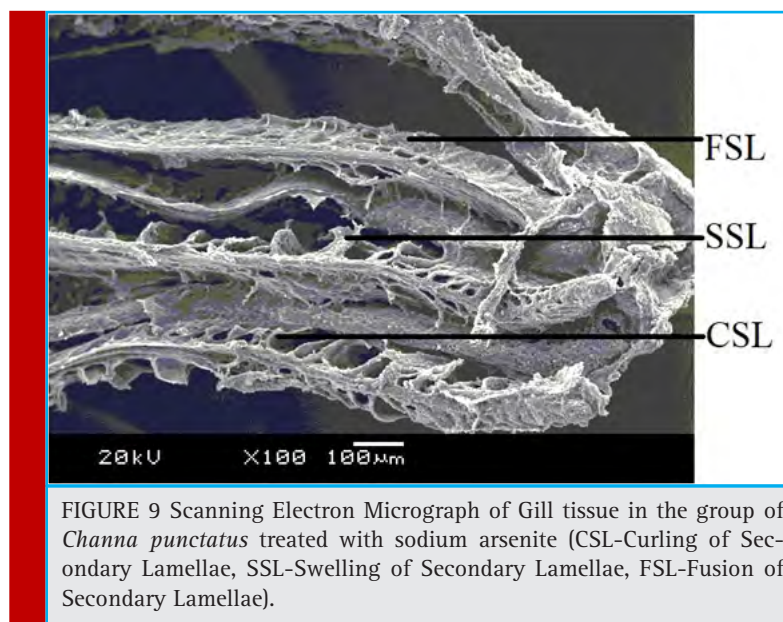 FSL
SSL
CSL
20kV X100 100µm
FIGURE 9 Scanning Electron Micrograph of Gill tissue in the group of
Channa punctatus treated with sodium arsenite (CSL-Curling of Sec-
ondary Lamellae, SSL-Swelling of Secondary Lamellae, FSL-Fusion of
Secondary Lamellae).